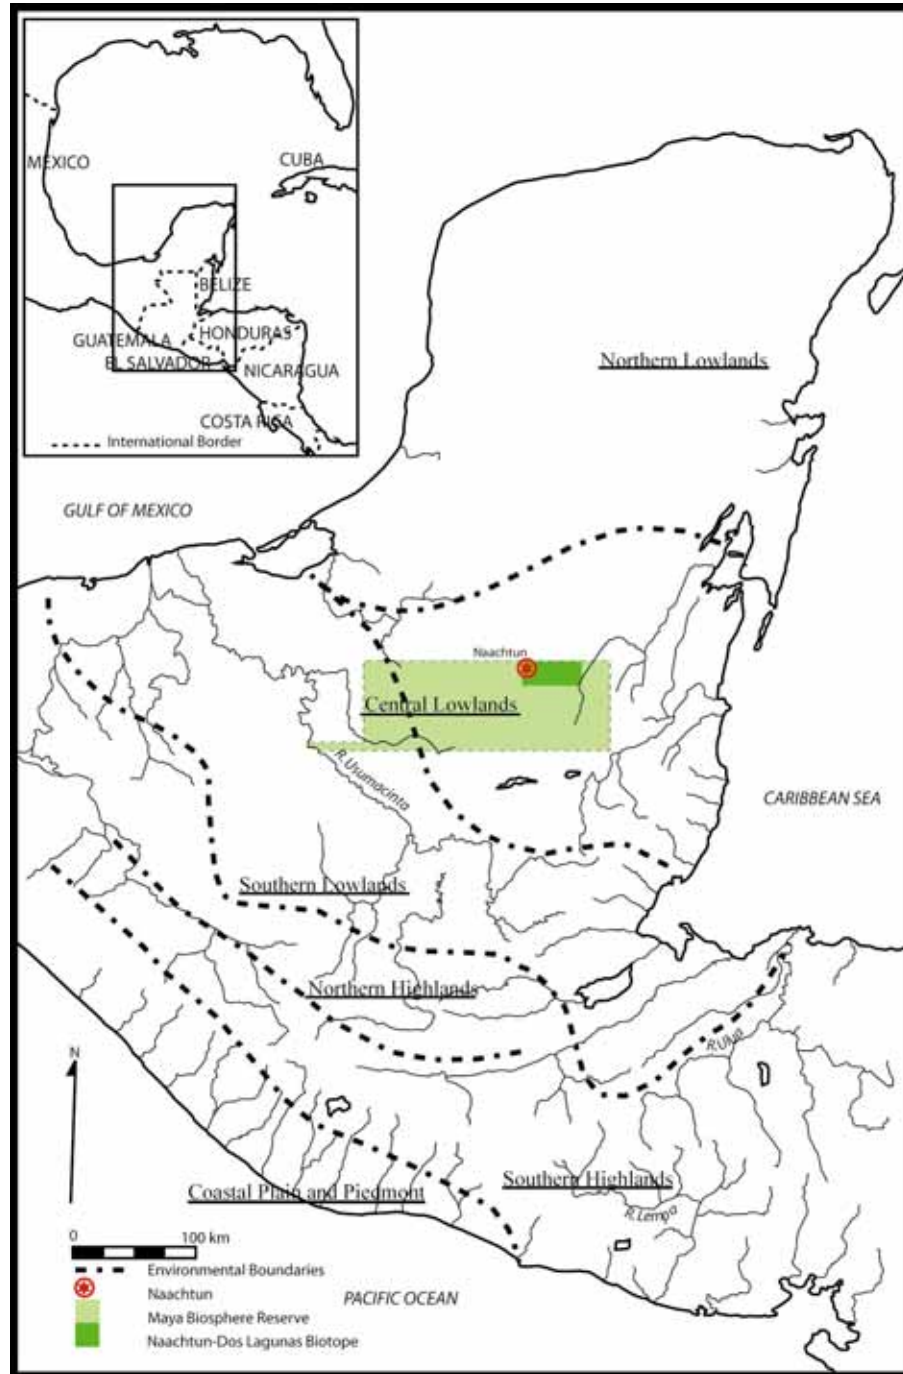 MEXICO
CUBA
BELIZE
GUATEMALA
HONDURAS
EL SALVADOR
NICARAGUA
COSTA RICA
International Border
Northern Lowlands
GULF OF MEXICO
Naachtun
Central Lowlands
R.Usumacinta
CARIBBEAN SEA
Southern Lowlands
Northern Highlands
R.Ulua
N
Southern Highlands
Coastal Plain and Piedmont
R.Lempa
0 100 km
Environmental Boundaries
Naachtun
PACIFIC OCEAN
Maya Biosphere Reserve
Naachtun-Dos Lagunas Biotope